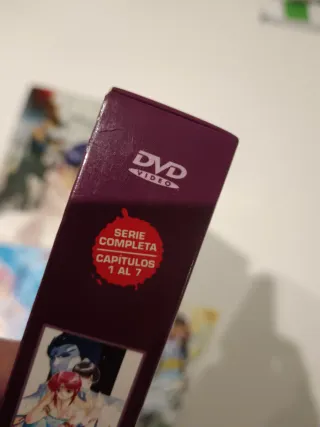 DVD
VIDEO
SERIE
COMPLETA
CAPÍTULOS
1 AL 7